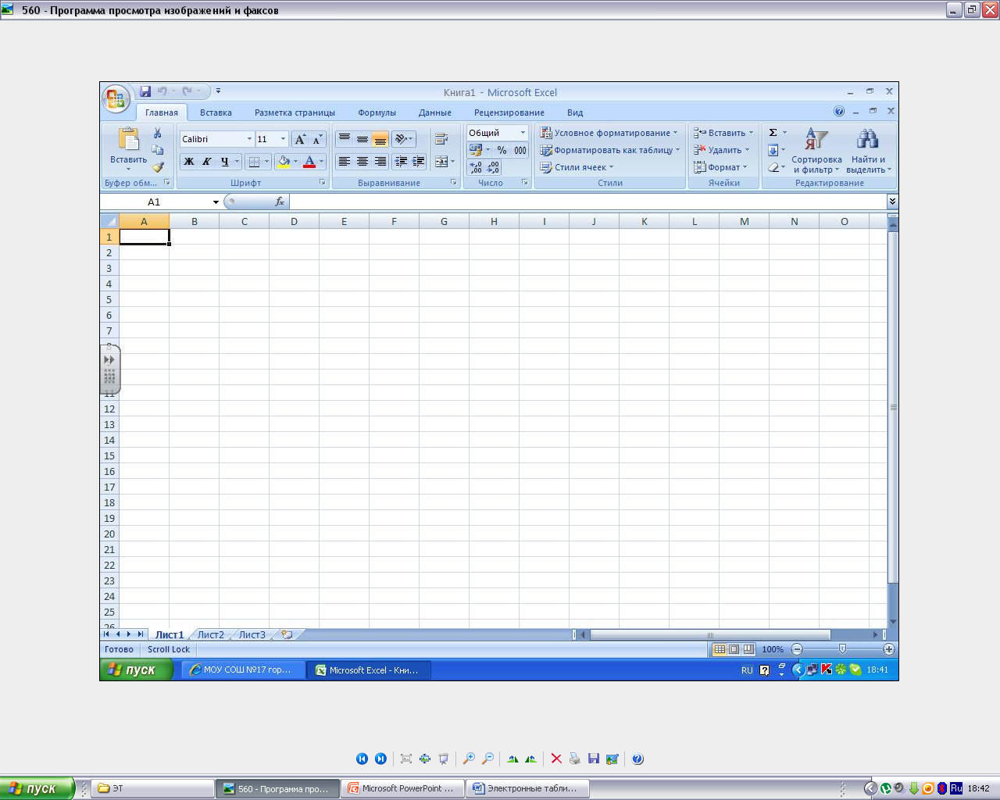 560 - Программа просмотра изображений и факсов
Книга1 - Microsoft Excel
Главная Вставка Разметка страницы Формулы Данные Рецензирование Вид
Вставить
Calibri 11
Ж К Ч
Общий
% 000
Условное форматирование
Форматировать как таблицу
Стили ячеек
Вставить
Удалить
Формат
Σ
Сортировка и фильтр
Найти и выделить
Буфер обм... Шрифт Выравнивание Число Стили Ячейки Редактирование
A1 fx
A B C D E F G H I J K L M N O
1
2
3
4
5
6
7
8
11
12
13
14
15
16
17
18
19
20
21
22
23
24
25
26
Лист1 Лист2 Лист3
Готово Scroll Lock 100%
пуск МОУ СОШ №17 гор... Microsoft Excel - Кни... RU 18:41
пуск ЭТ 560 - Программа про... Microsoft PowerPoint ... Электронные табли... Ru 18:42